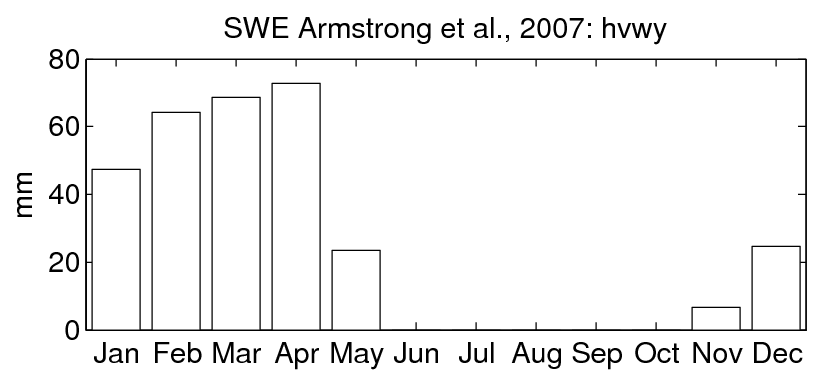 SWE Armstrong et al., 2007: hvwy
80
60
40
20
0
mm
Jan Feb Mar Apr May Jun Jul Aug Sep Oct Nov Dec